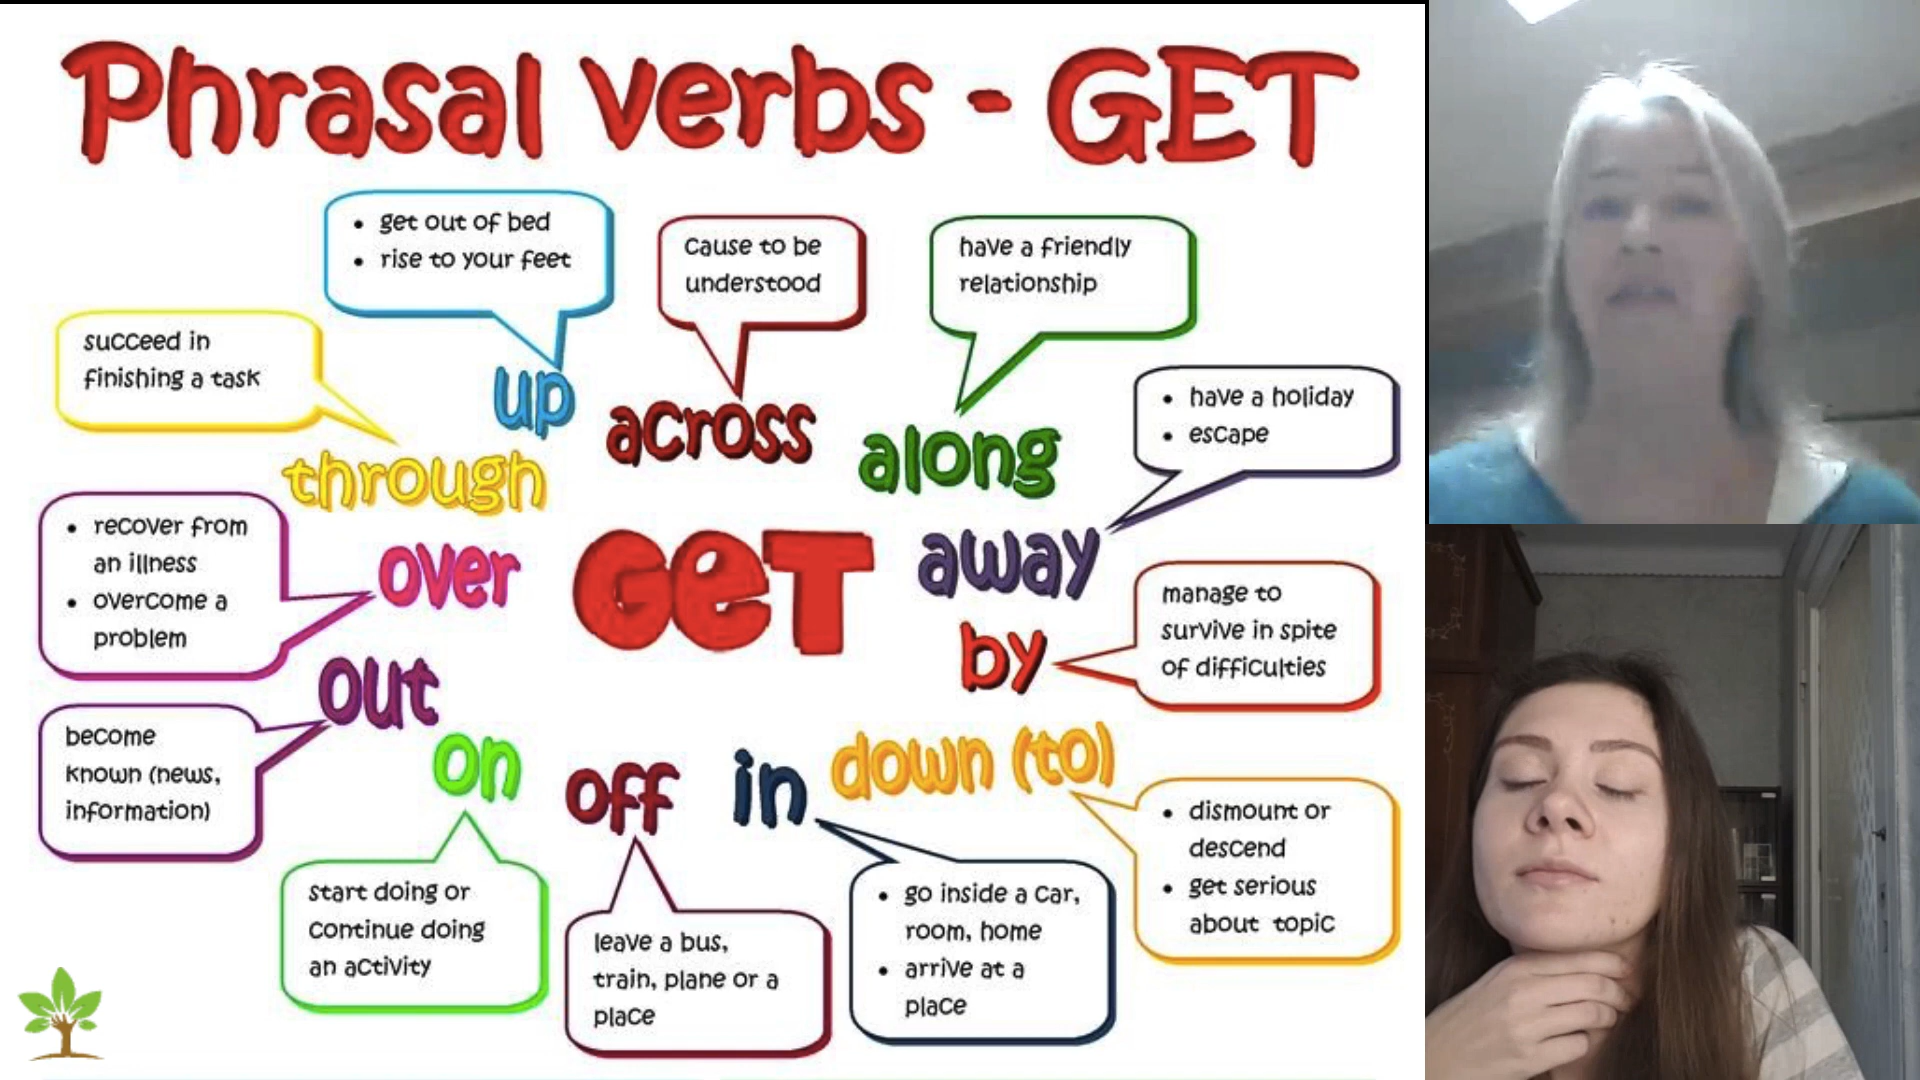 Phrasal verbs - GET
• get out of bed
• rise to your feet
up
cause to be
understood
across
have a friendly
relationship
along
succeed in
finishing a task
through
• have a holiday
• escape
away
• recover from
an illness
• overcome a
problem
over
GET
manage to
survive in spite
of difficulties
by
become
known (news,
information)
out
start doing or
continue doing
an activity
on
leave a bus,
train, plane or a
place
off
• go inside a car,
room, home
• arrive at a
place
in
• dismount or
descend
• get serious
about topic
down (to)